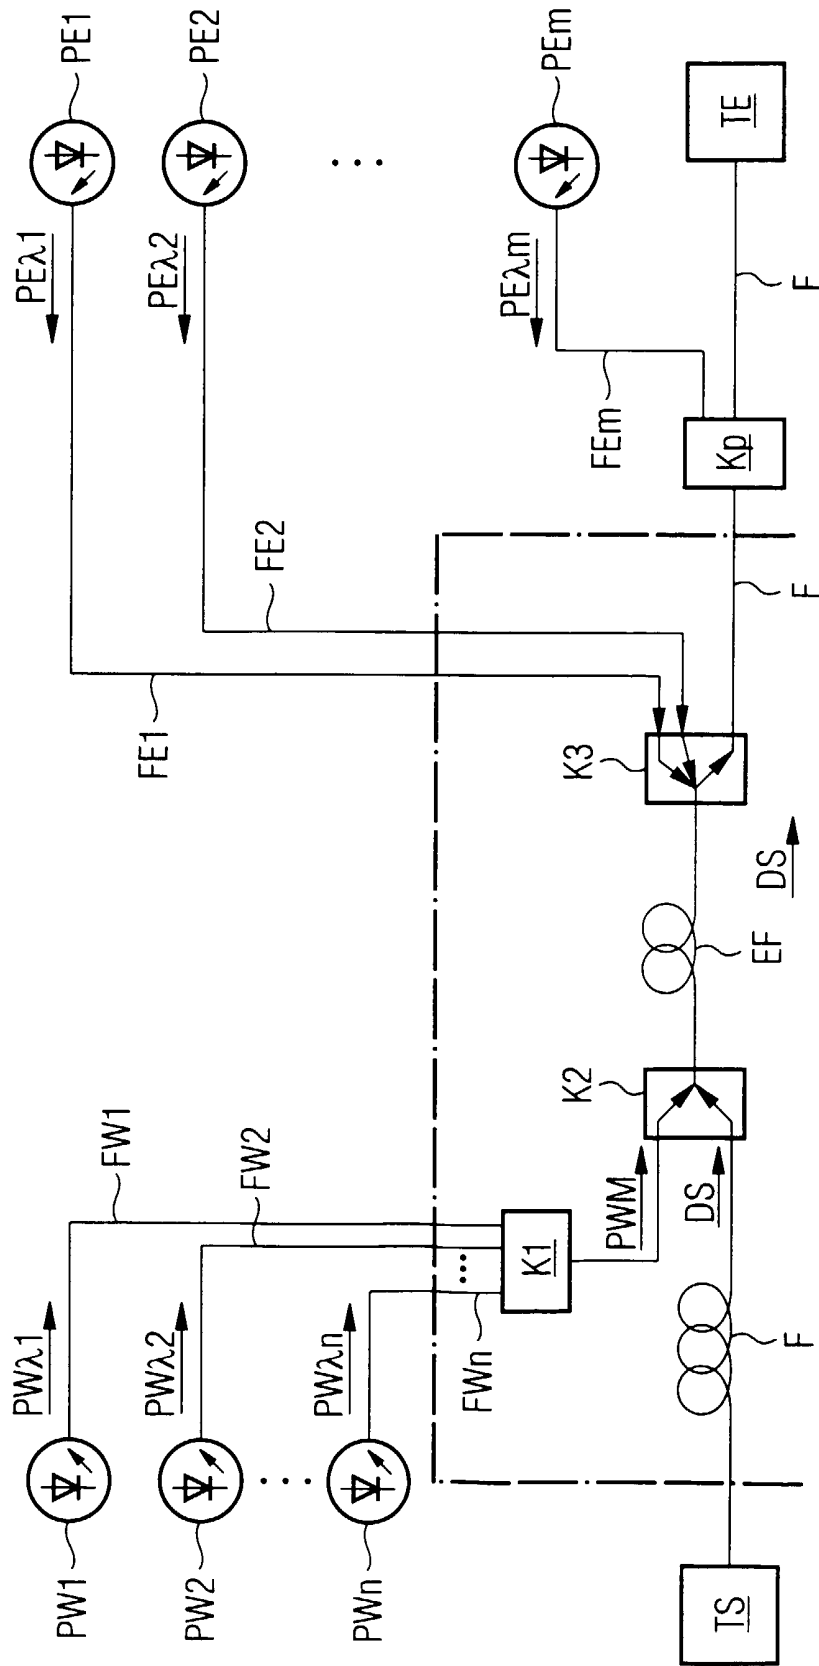 PE1
PE2
PEm
PEλ1
PEλ2
PEλm
TE
F
FEm
Kp
FE2
FE1
F
K3
DS
EF
K2
FW1
FW2
PWM
DS
K1
FWn
PWλ1
PWλ2
PWλn
F
PW1
PW2
PWn
TS